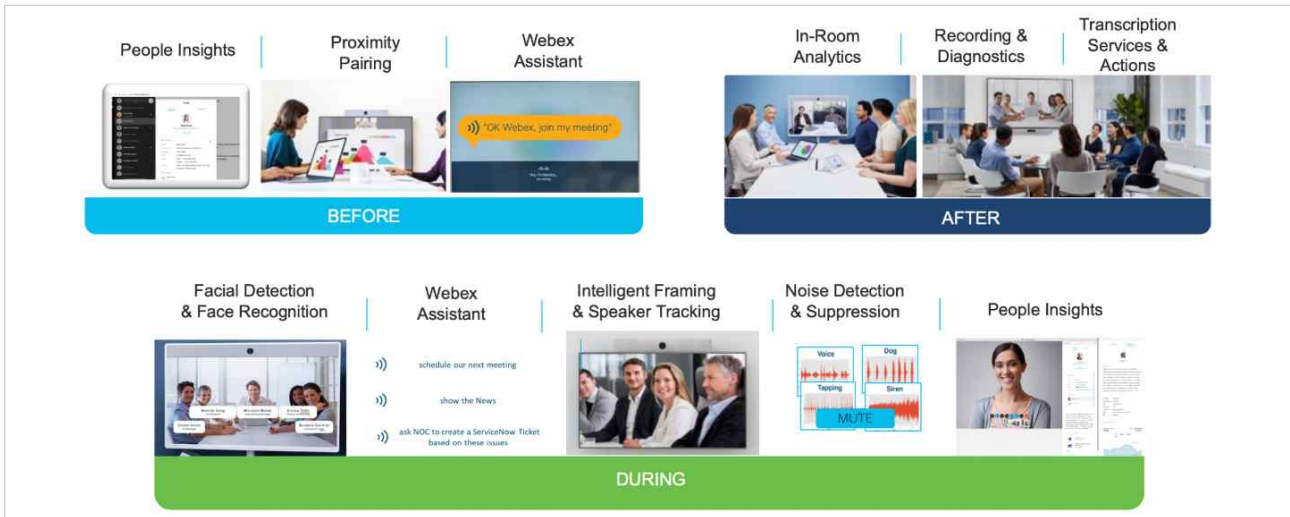 People Insights
Proximity
Pairing
Webex
Assistant
"OK Webex, join my meeting"
BEFORE
In-Room
Analytics
Recording &
Diagnostics
Transcription
Services &
Actions
AFTER
Facial Detection
& Face Recognition
Webex
Assistant
schedule our next meeting
show the News
ask NOC to create a ServiceNow Ticket
based on these issues
Intelligent Framing
& Speaker Tracking
Noise Detection
& Suppression
Voice
Dog
Tapping
Siren
MUTE
People Insights
DURING